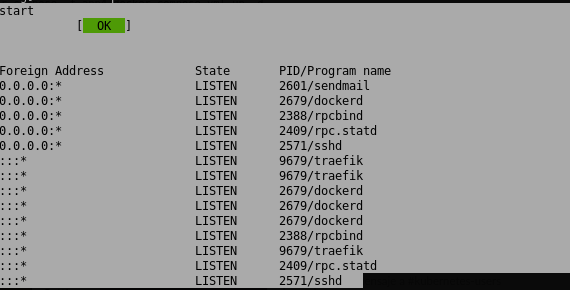 start
[ OK ]
Foreign Address State PID/Program name
0.0.0.0:* LISTEN 2601/sendmail
0.0.0.0:* LISTEN 2679/dockerd
0.0.0.0:* LISTEN 2388/rpcbind
0.0.0.0:* LISTEN 2409/rpc.statd
0.0.0.0:* LISTEN 2571/sshd
:::* LISTEN 9679/traefik
:::* LISTEN 9679/traefik
:::* LISTEN 2679/dockerd
:::* LISTEN 2679/dockerd
:::* LISTEN 2679/dockerd
:::* LISTEN 2388/rpcbind
:::* LISTEN 9679/traefik
:::* LISTEN 2409/rpc.statd
:::* LISTEN 2571/sshd